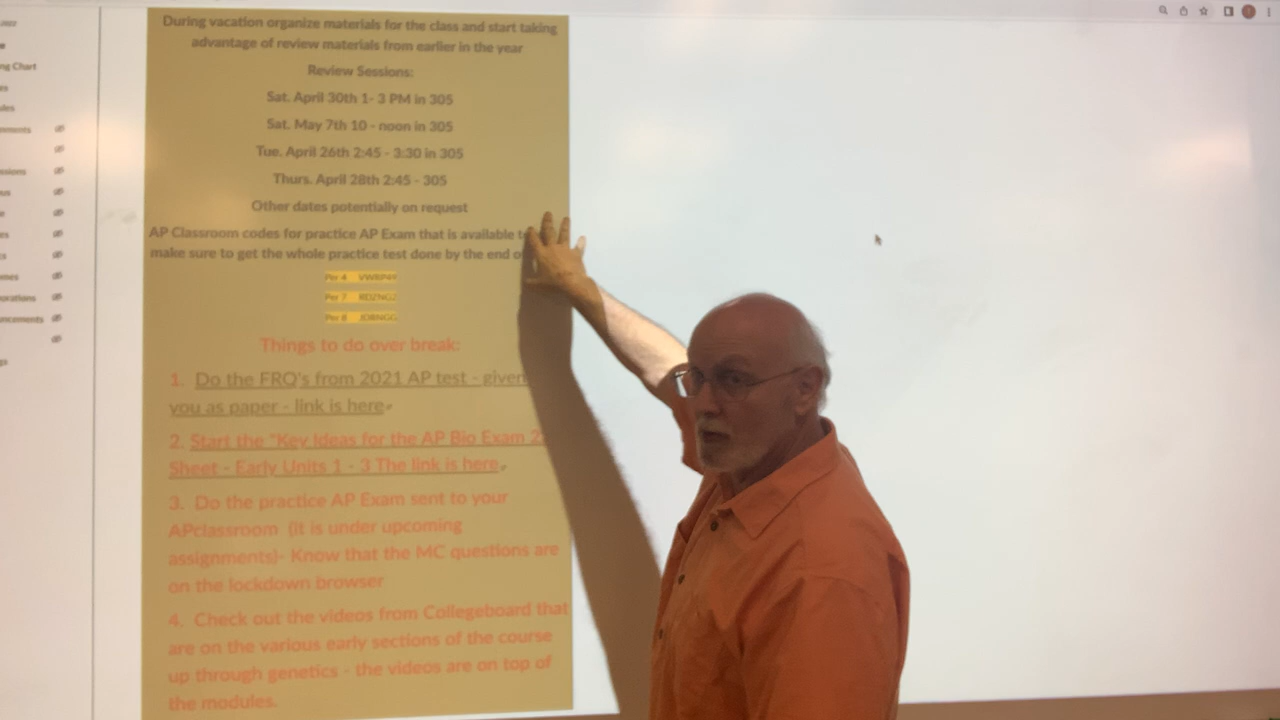 ng Chart
During vacation organize materials for the class and start taking
advantage of review materials from earlier in the year
Review Sessions:
Sat. April 30th 1- 3 PM in 305
Sat. May 7th 10 - noon in 305
Tue. April 26th 2:45 - 3:30 in 305
Thurs. April 28th 2:45 - 305
Other dates potentially on request
AP Classroom codes for practice AP Exam that is available
make sure to get the whole practice test done by the end
Per 4
Per 7
Per 8
Things to do over break:
1. Do the FRQ's from 2021 AP test - given
you as paper - link is here
2. Start the "Key Ideas for the AP Bio Exam
Sheet - Early Units 1 - 3 The link is here
3. Do the practice AP Exam sent to your
APclassroom (it is under upcoming
assignments)- Know that the MC questions are
on the lockdown browser
4. Check out the videos from Collegeboard that
are on the various early sections of the course
up through genetics - the videos are on top of
the modules.